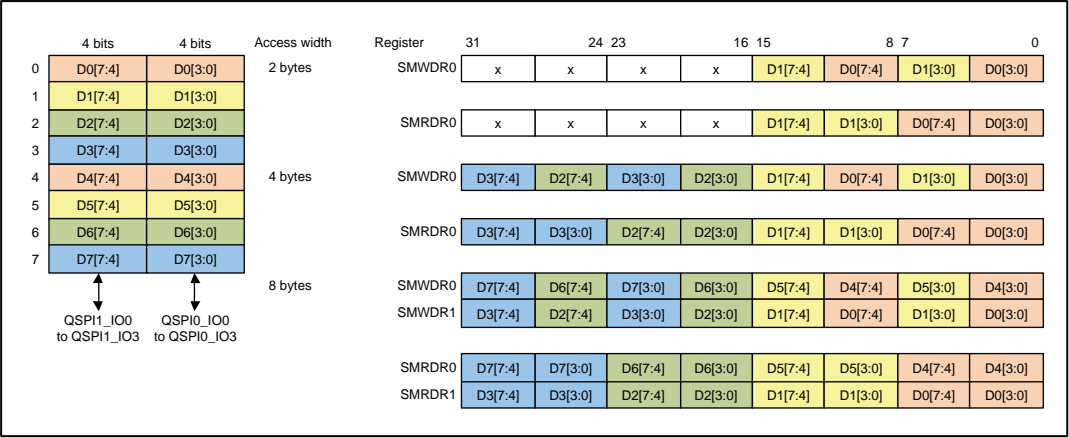 4 bits 4 bits Access width Register 31 24 23 16 15 8 7 0
0 D0[7:4] D0[3:0] 2 bytes SMWDR0 x x x x D1[7:4] D0[7:4] D1[3:0] D0[3:0]
1 D1[7:4] D1[3:0]
2 D2[7:4] D2[3:0] SMRDR0 x x x x D1[7:4] D1[3:0] D0[7:4] D0[3:0]
3 D3[7:4] D3[3:0]
4 D4[7:4] D4[3:0] 4 bytes SMWDR0 D3[7:4] D2[7:4] D3[3:0] D2[3:0] D1[7:4] D0[7:4] D1[3:0] D0[3:0]
5 D5[7:4] D5[3:0]
6 D6[7:4] D6[3:0] SMRDR0 D3[7:4] D3[3:0] D2[7:4] D2[3:0] D1[7:4] D1[3:0] D0[7:4] D0[3:0]
7 D7[7:4] D7[3:0]
8 bytes SMWDR0 D7[7:4] D6[7:4] D7[3:0] D6[3:0] D5[7:4] D4[7:4] D5[3:0] D4[3:0]
QSPI1_IO0 QSPI0_IO0 SMWDR1 D3[7:4] D2[7:4] D3[3:0] D2[3:0] D1[7:4] D0[7:4] D1[3:0] D0[3:0]
to QSPI1_IO3 to QSPI0_IO3
SMRDR0 D7[7:4] D7[3:0] D6[7:4] D6[3:0] D5[7:4] D5[3:0] D4[7:4] D4[3:0]
SMRDR1 D3[7:4] D3[3:0] D2[7:4] D2[3:0] D1[7:4] D1[3:0] D0[7:4] D0[3:0]